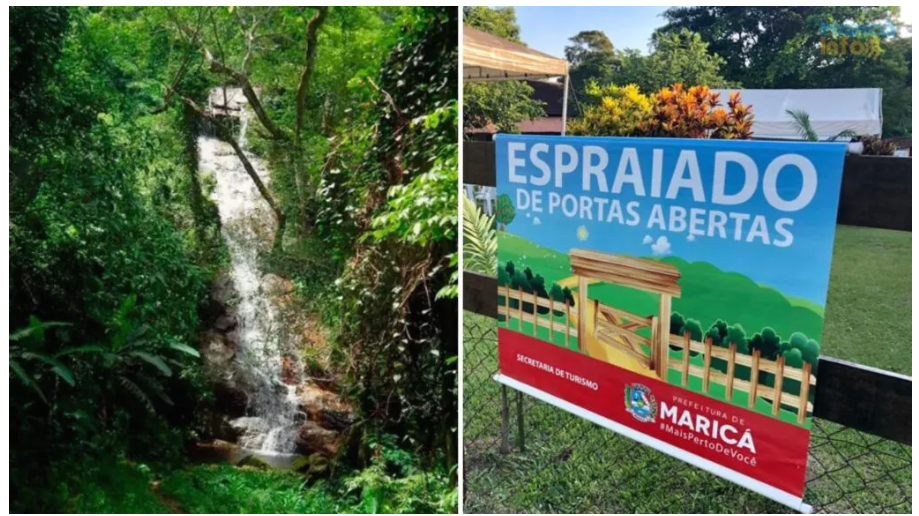 ESPRAIADO
DE PORTAS ABERTAS
SECRETARIA DE TURISMO
PREFEITURA DE
MARICÁ
#MaisPertoDeVocê